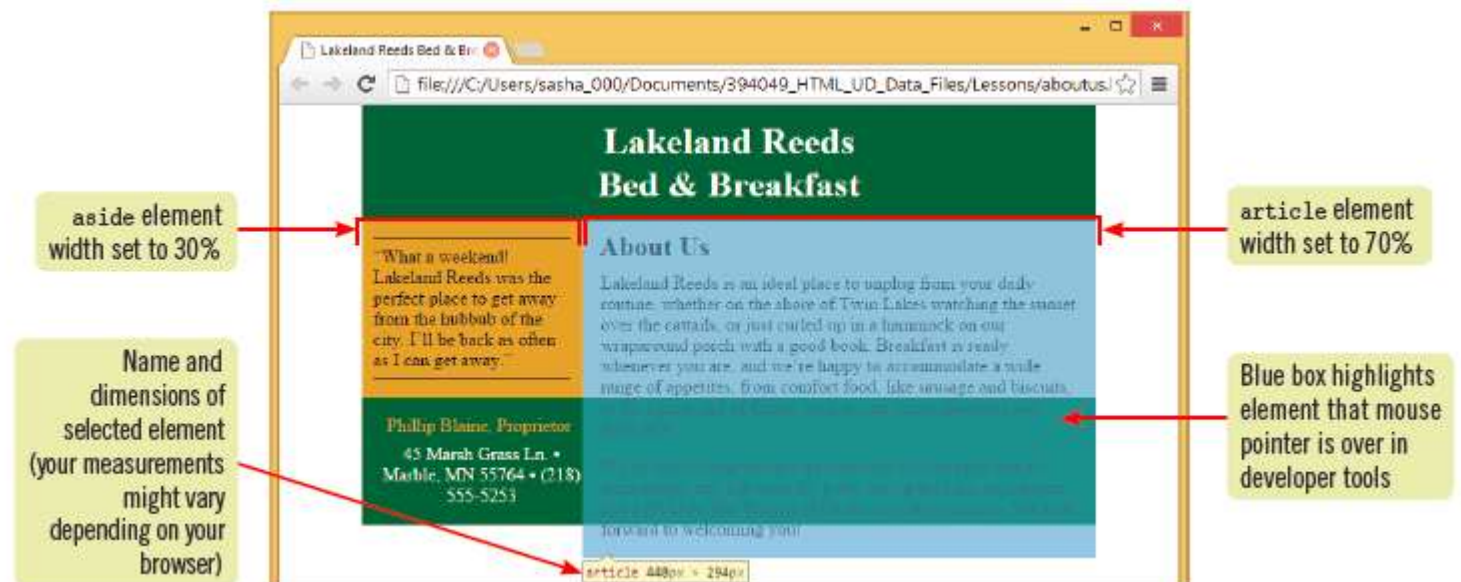 Lakeland Reeds Bed & Br
file:///C:/Users/sasha_000/Documents/394049_HTML_UD_Data_Files/Lessons/aboutus.
Lakeland Reeds
Bed & Breakfast
aside element
width set to 30%
article element
width set to 70%
"What a weekend!
Lakeland Reeds was the
perfect place to get away
from the hubbub of the
city. I'll be back as often
as I can get away."
About Us
Lakeland Reeds is an ideal place to unplug from your daily
routine, whether on the shore of Twin Lakes watching the sunset
over the cattails, or just curled up in a hammock on our
wraparound porch with a good book. Breakfast is ready
whenever you are, and we're happy to accommodate a wide
range of appetites, from comfort food, like sausage and biscuits,
forward to welcoming you!
Phillip Blaine, Proprietor
45 Marsh Grass Ln. •
Marble, MN 55764 • (218)
555-5253
Name and
dimensions of
selected element
(your measurements
might vary
depending on your
browser)
Blue box highlights
element that mouse
pointer is over in
developer tools
article 440px × 294px